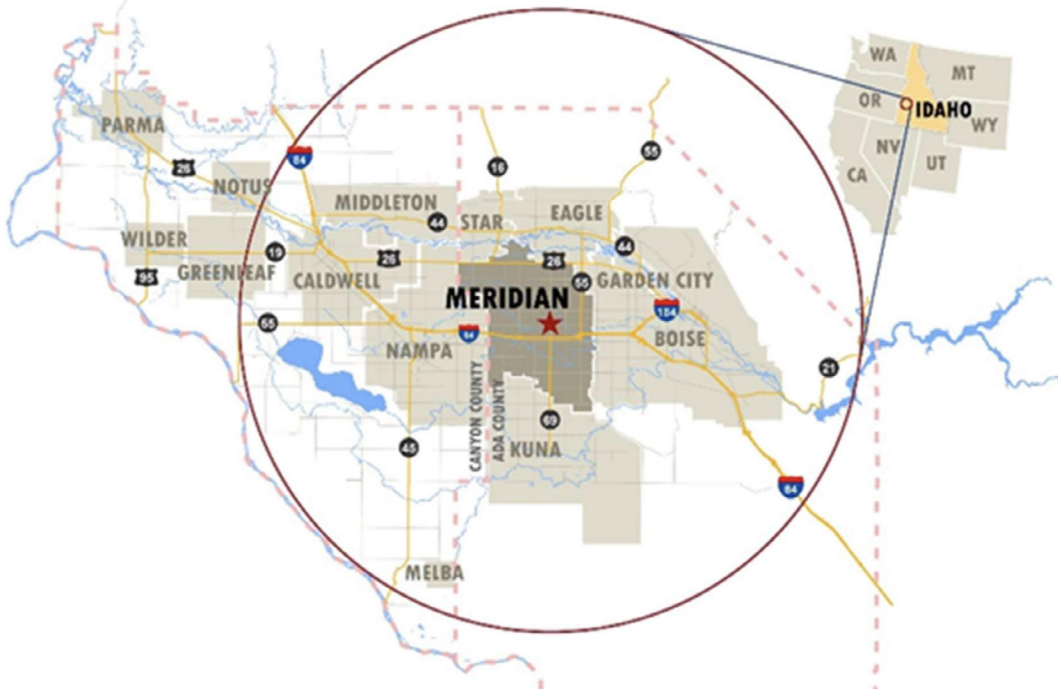 WA
MT
OR
IDAHO
WY
NV
UT
CA
PARMA
26
NOTUS
84
16
55
MIDDLETON
44
STAR
EAGLE
44
WILDER
19
26
26
95
GREENLEAF
CALDWELL
55
GARDEN CITY
MERIDIAN
184
55
84
NAMPA
BOISE
21
CANYON COUNTY
ADA COUNTY
69
45
KUNA
84
MELBA